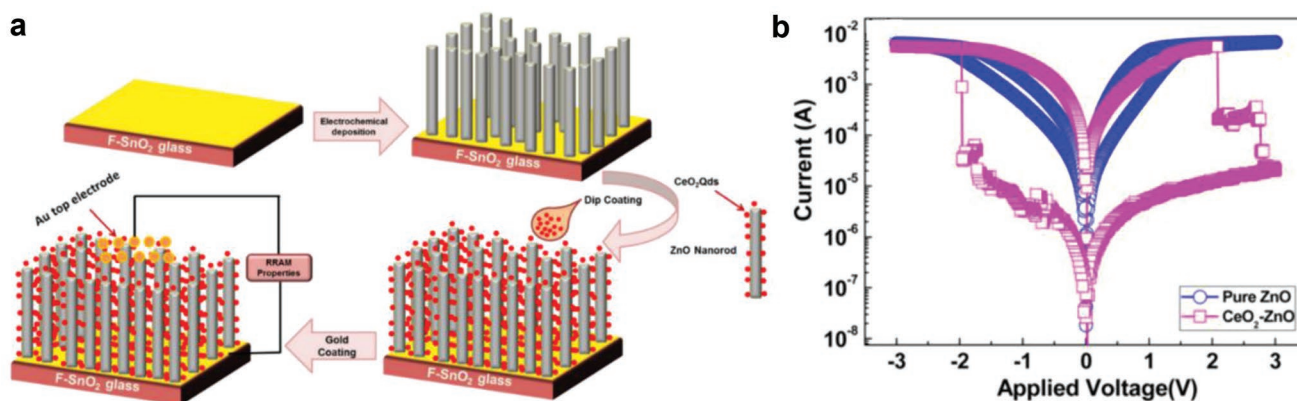 a
F-SnO₂ glass
Electrochemical
deposition
F-SnO₂ glass
CeO₂Qds
Dip Coating
ZnO Nanorod
Au top electrode
RRAM
Properties
Gold
Coating
F-SnO₂ glass
F-SnO₂ glass
b
Current (A)
10⁻²
10⁻³
10⁻⁴
10⁻⁵
10⁻⁶
10⁻⁷
10⁻⁸
Pure ZnO
CeO₂-ZnO
-3 -2 -1 0 1 2 3
Applied Voltage(V)